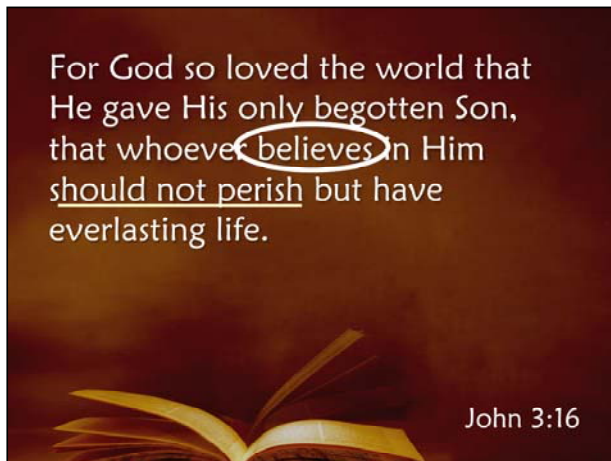 For God so loved the world that
He gave His only begotten Son,
that whoever believes in Him
should not perish but have
everlasting life.
John 3:16